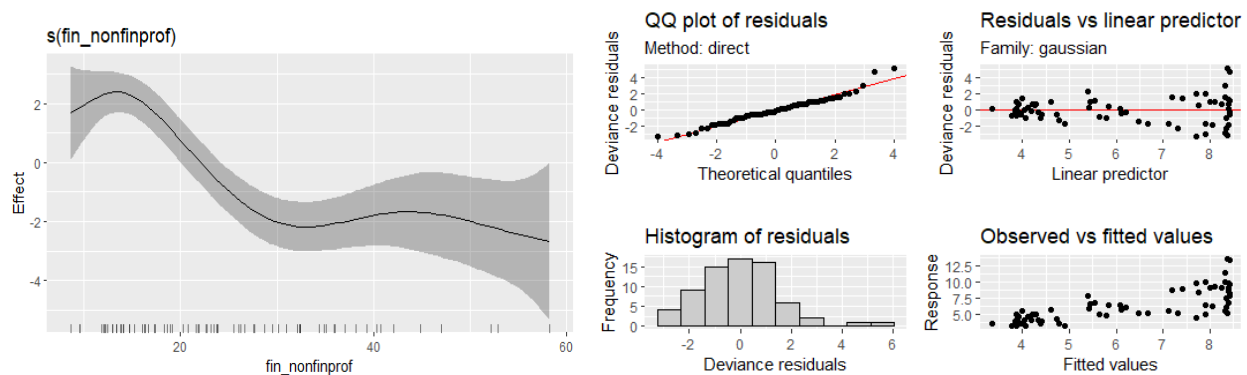 s(fin_nonfinprof)
Effect
2
0
-2
-4
20
40
60
fin_nonfinprof
QQ plot of residuals
Method: direct
Deviance residuals
4
2
0
-2
-4
-2
0
2
4
Theoretical quantiles
Residuals vs linear predictor
Family: gaussian
Deviance residuals
4
2
0
-2
4
5
6
7
8
Linear predictor
Histogram of residuals
Frequency
15
10
5
0
-2
0
2
4
6
Deviance residuals
Observed vs fitted values
Response
12.5
10.0
7.5
5.0
4
5
6
7
8
Fitted values